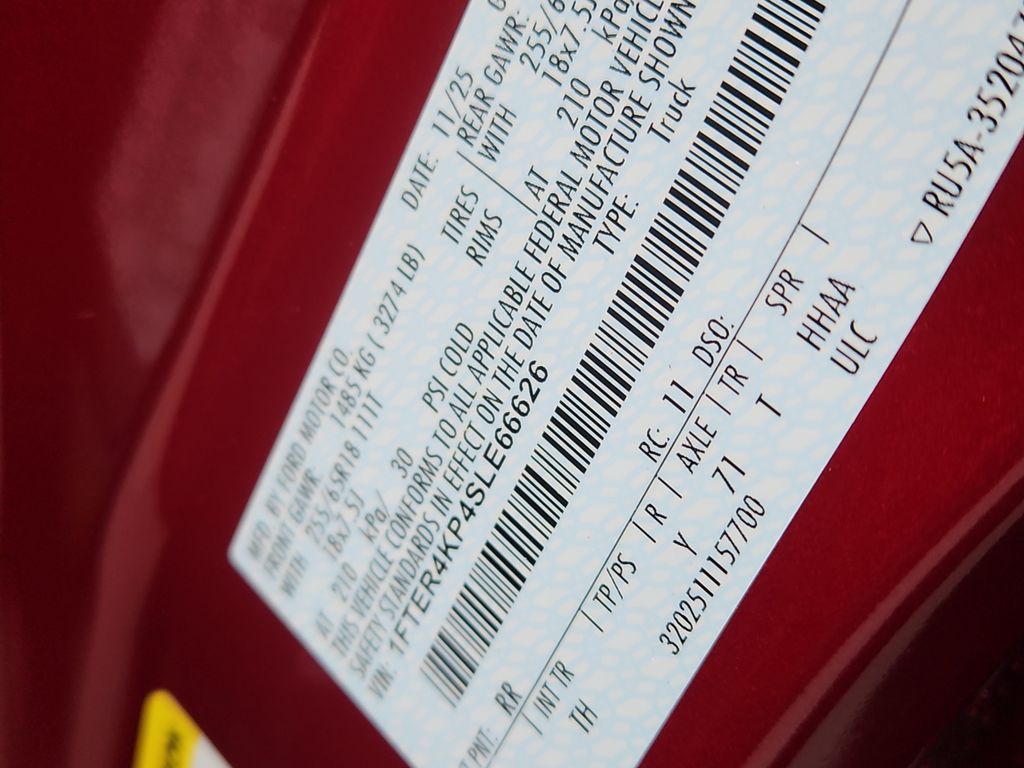 MFD. BY FORD MOTOR CO. DATE: 11/25
FRONT GAWR: 1485 KG ( 3274 LB) REAR GAWR:
WITH 255/65R18 111T TIRES WITH
18x7.5J RIMS 18x7.5J
AT 210 kPa/ 30 PSI COLD AT 210 kPa
THIS VEHICLE CONFORMS TO ALL APPLICABLE FEDERAL MOTOR VEHICLE
SAFETY STANDARDS IN EFFECT ON THE DATE OF MANUFACTURE SHOWN
VIN: 1FTER4KP4SLE66626 TYPE: Truck
PNT: RR RC: 11 DSO:
INT TR TP/PS R AXLE TR SPR
TH Y 71 T HHAA
3202511157700 ULC
RU5A-35204